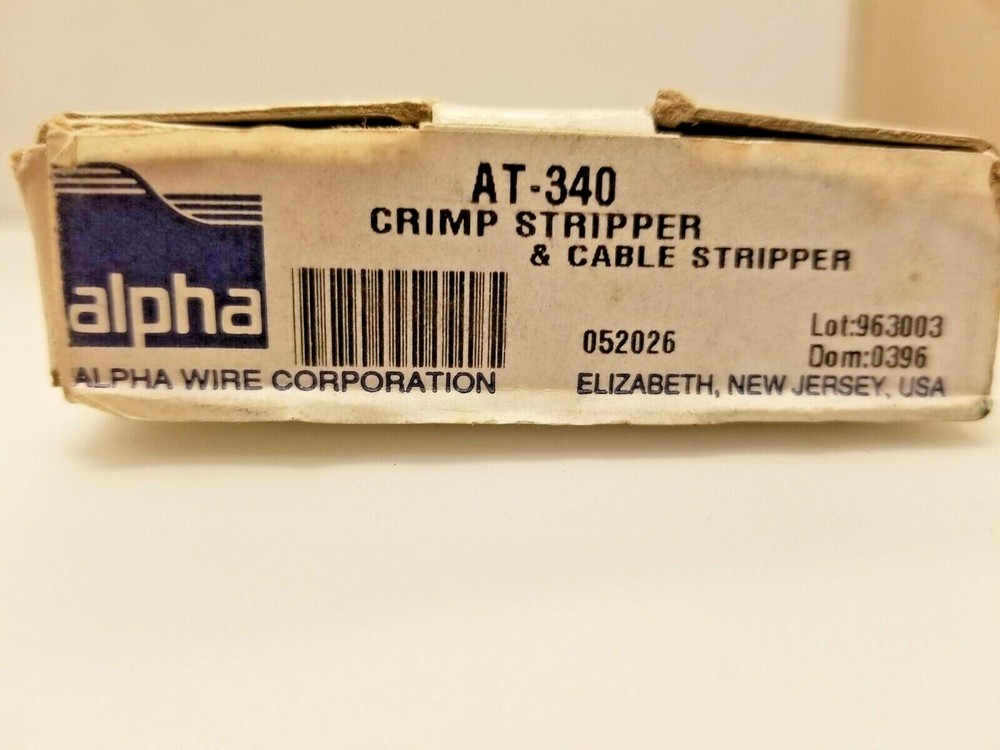 AT-340
CRIMP STRIPPER
& CABLE STRIPPER
alpha
052026
Lot:963003
Dom:0396
ALPHA WIRE CORPORATION
ELIZABETH, NEW JERSEY, USA